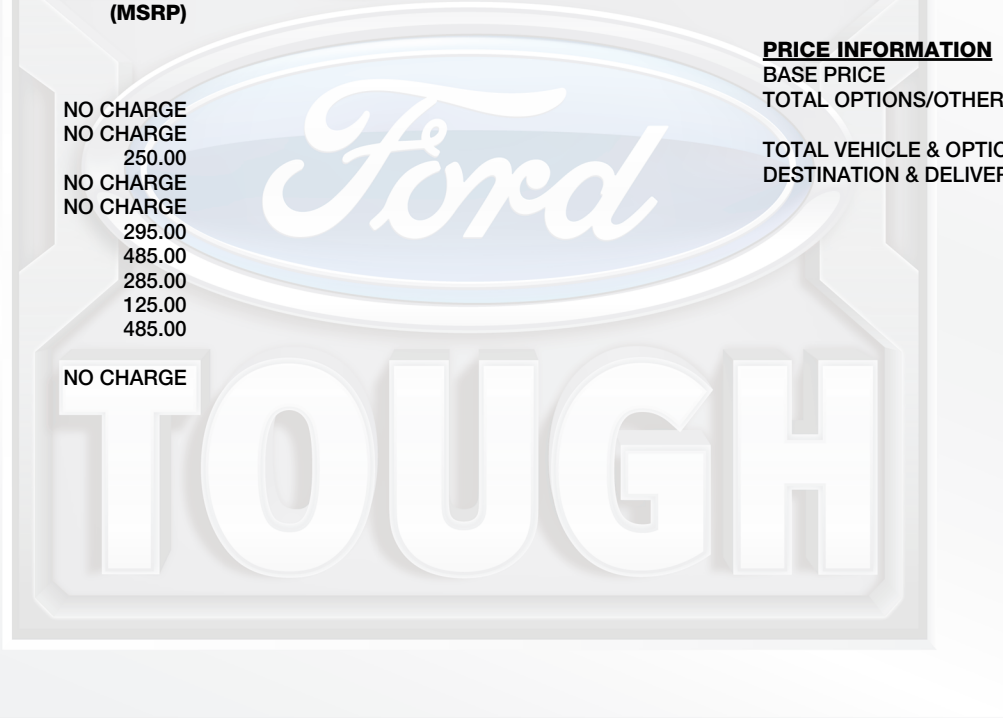 (MSRP)
NO CHARGE
NO CHARGE
250.00
NO CHARGE
NO CHARGE
295.00
485.00
285.00
125.00
485.00
NO CHARGE
PRICE INFORMATION
BASE PRICE
TOTAL OPTIONS/OTHER
TOTAL VEHICLE & OPTIO
DESTINATION & DELIVER
Ford
TOUGH